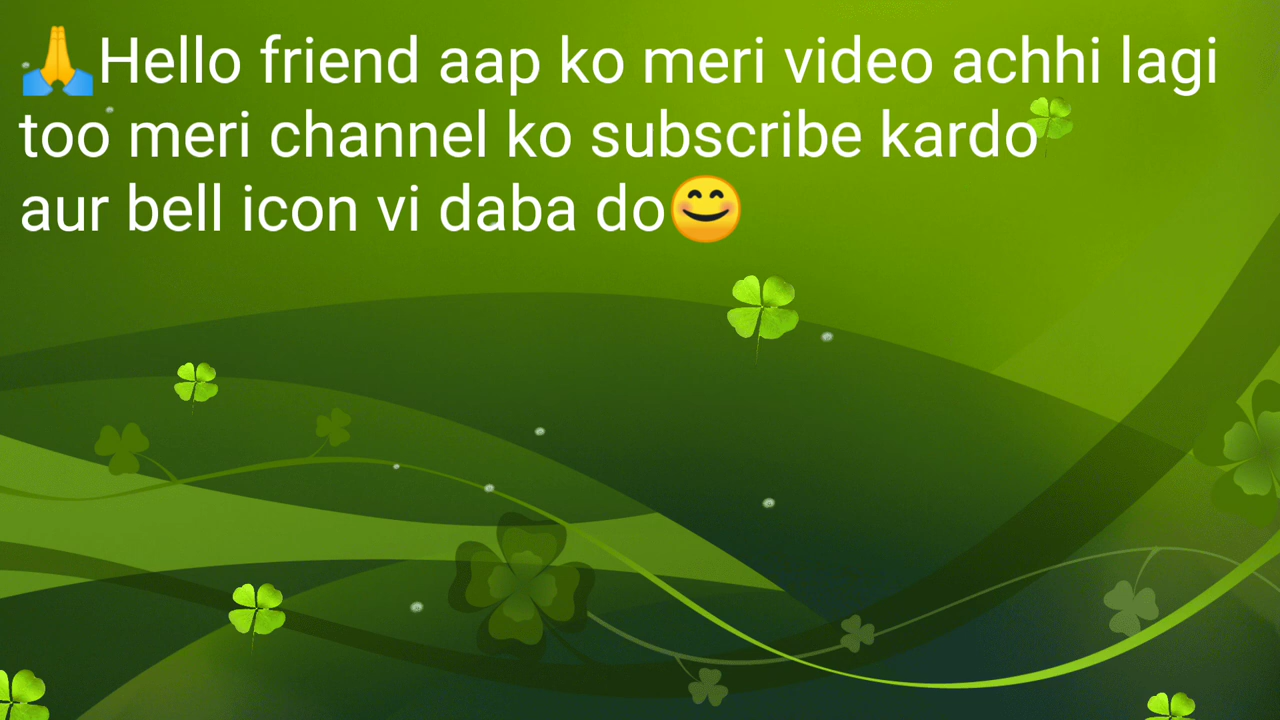 🙏Hello friend aap ko meri video achhi lagi
too meri channel ko subscribe kardo
aur bell icon vi daba do😊